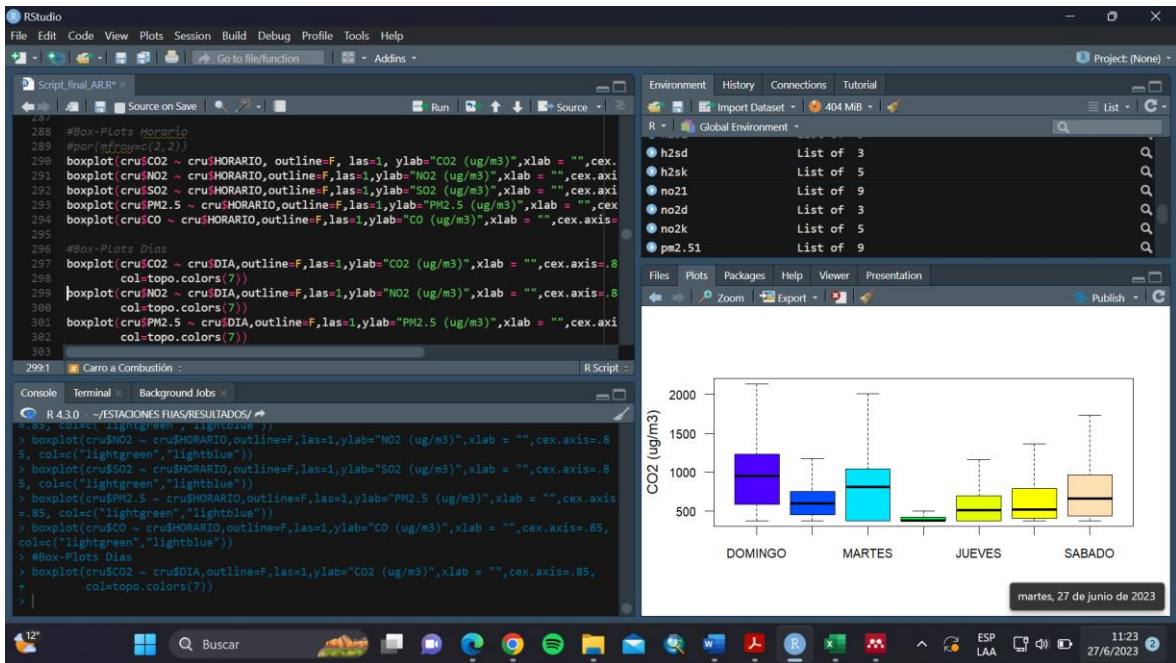 RStudio
File Edit Code View Plots Session Build Debug Profile Tools Help
Go to file/function Addins Project: (None)
Script_final_AR.R*
Source on Save Run Source
287
288 #Box-Plots Horario
289 #par(mfrow=c(2,2))
290 boxplot(cru$CO2 ~ cru$HORARIO, outline=F, las=1, ylab="CO2 (ug/m3)",xlab = "",cex.
291 boxplot(cru$NO2 ~ cru$HORARIO,outline=F,las=1,ylab="NO2 (ug/m3)",xlab = "",cex.axi
292 boxplot(cru$SO2 ~ cru$HORARIO,outline=F,las=1,ylab="SO2 (ug/m3)",xlab = "",cex.axi
293 boxplot(cru$PM2.5 ~ cru$HORARIO,outline=F,las=1,ylab="PM2.5 (ug/m3)",xlab = "",cex
294 boxplot(cru$CO ~ cru$HORARIO,outline=F,las=1,ylab="CO (ug/m3)",xlab = "",cex.axis=
295
296 #Box-Plots Dias
297 boxplot(cru$CO2 ~ cru$DIA,outline=F,las=1,ylab="CO2 (ug/m3)",xlab = "",cex.axis=.8
298 col=topo.colors(7))
299 boxplot(cru$NO2 ~ cru$DIA,outline=F,las=1,ylab="NO2 (ug/m3)",xlab = "",cex.axis=.8
300 col=topo.colors(7))
301 boxplot(cru$PM2.5 ~ cru$DIA,outline=F,las=1,ylab="PM2.5 (ug/m3)",xlab = "",cex.axi
302 col=topo.colors(7))
303
299:1 # Carro a Combustión R Script
Console Terminal Background Jobs
R 4.3.0 · ~/ESTACIONES FIJAS/RESULTADOS/
=.85, col=c("lightgreen","lightblue"))
> boxplot(cru$NO2 ~ cru$HORARIO,outline=F,las=1,ylab="NO2 (ug/m3)",xlab = "",cex.axis=.8
5, col=c("lightgreen","lightblue"))
> boxplot(cru$SO2 ~ cru$HORARIO,outline=F,las=1,ylab="SO2 (ug/m3)",xlab = "",cex.axis=.8
5, col=c("lightgreen","lightblue"))
> boxplot(cru$PM2.5 ~ cru$HORARIO,outline=F,las=1,ylab="PM2.5 (ug/m3)",xlab = "",cex.axis
=.85, col=c("lightgreen","lightblue"))
> boxplot(cru$CO ~ cru$HORARIO,outline=F,las=1,ylab="CO (ug/m3)",xlab = "",cex.axis=.85,
col=c("lightgreen","lightblue"))
> #Box-Plots Dias
> boxplot(cru$CO2 ~ cru$DIA,outline=F,las=1,ylab="CO2 (ug/m3)",xlab = "",cex.axis=.85,
+ col=topo.colors(7))
>
Environment History Connections Tutorial
Import Dataset 404 MiB List
R Global Environment
h2sd List of 3
h2sk List of 5
no21 List of 9
no2d List of 3
no2k List of 5
pm2.51 List of 9
Files Plots Packages Help Viewer Presentation
Zoom Export Publish
CO2 (ug/m3)
2000
1500
1000
500
DOMINGO MARTES JUEVES SABADO
martes, 27 de junio de 2023
12° Buscar ESP 11:23
LAA 27/6/2023 2